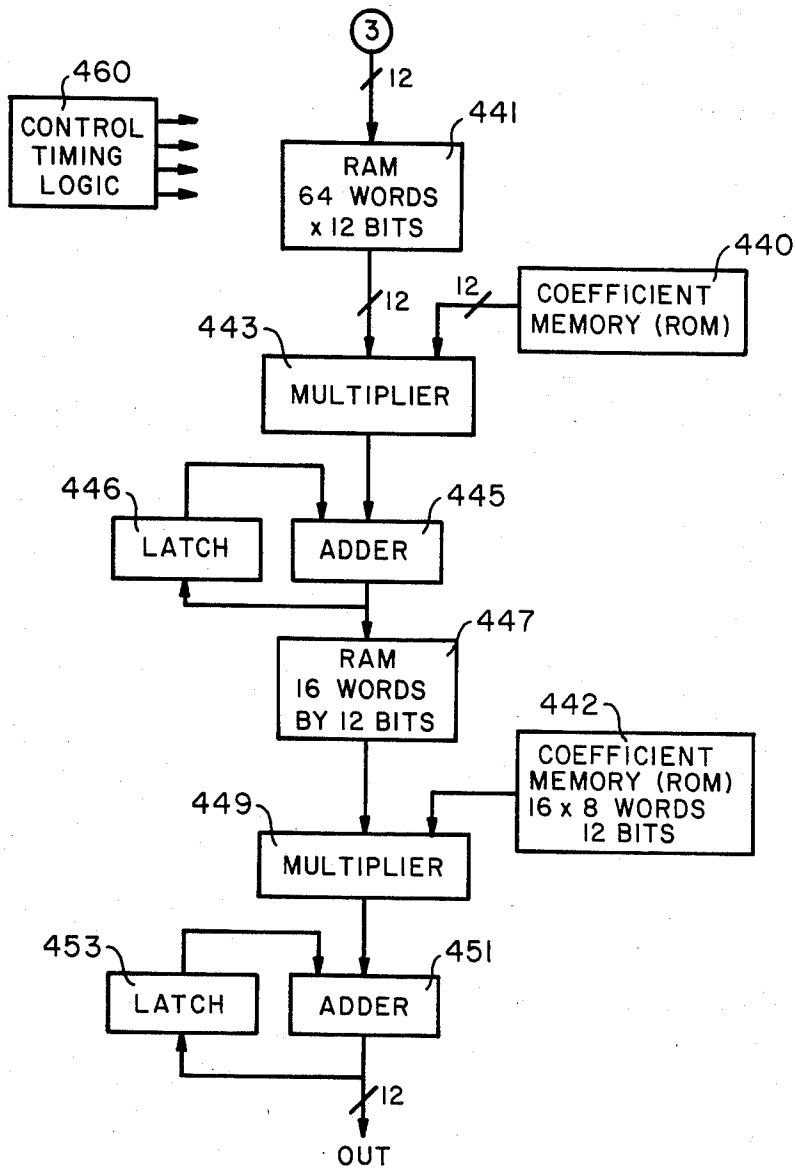 3
12
460
CONTROL
TIMING
LOGIC
441
RAM
64 WORDS
x 12 BITS
12
12
440
COEFFICIENT
MEMORY (ROM)
443
MULTIPLIER
446
LATCH
445
ADDER
447
RAM
16 WORDS
BY 12 BITS
442
COEFFICIENT
MEMORY (ROM)
16 x 8 WORDS
12 BITS
449
MULTIPLIER
453
LATCH
451
ADDER
12
OUT